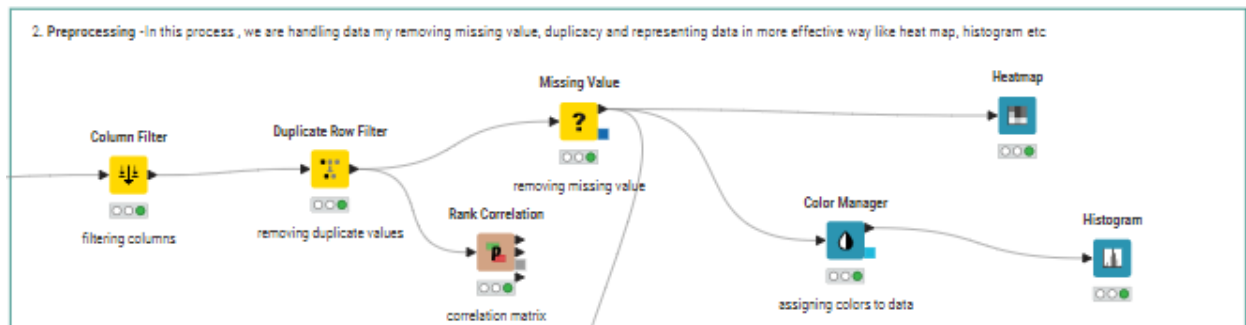 2. Preprocessing -In this process , we are handling data my removing missing value, duplicacy and representing data in more effective way like heat map, histogram etc
Missing Value
Heatmap
Column Filter
Duplicate Row Filter
?
removing missing value
filtering columns
removing duplicate values
Rank Correlation
Color Manager
Histogram
p
correlation matrix
assigning colors to data